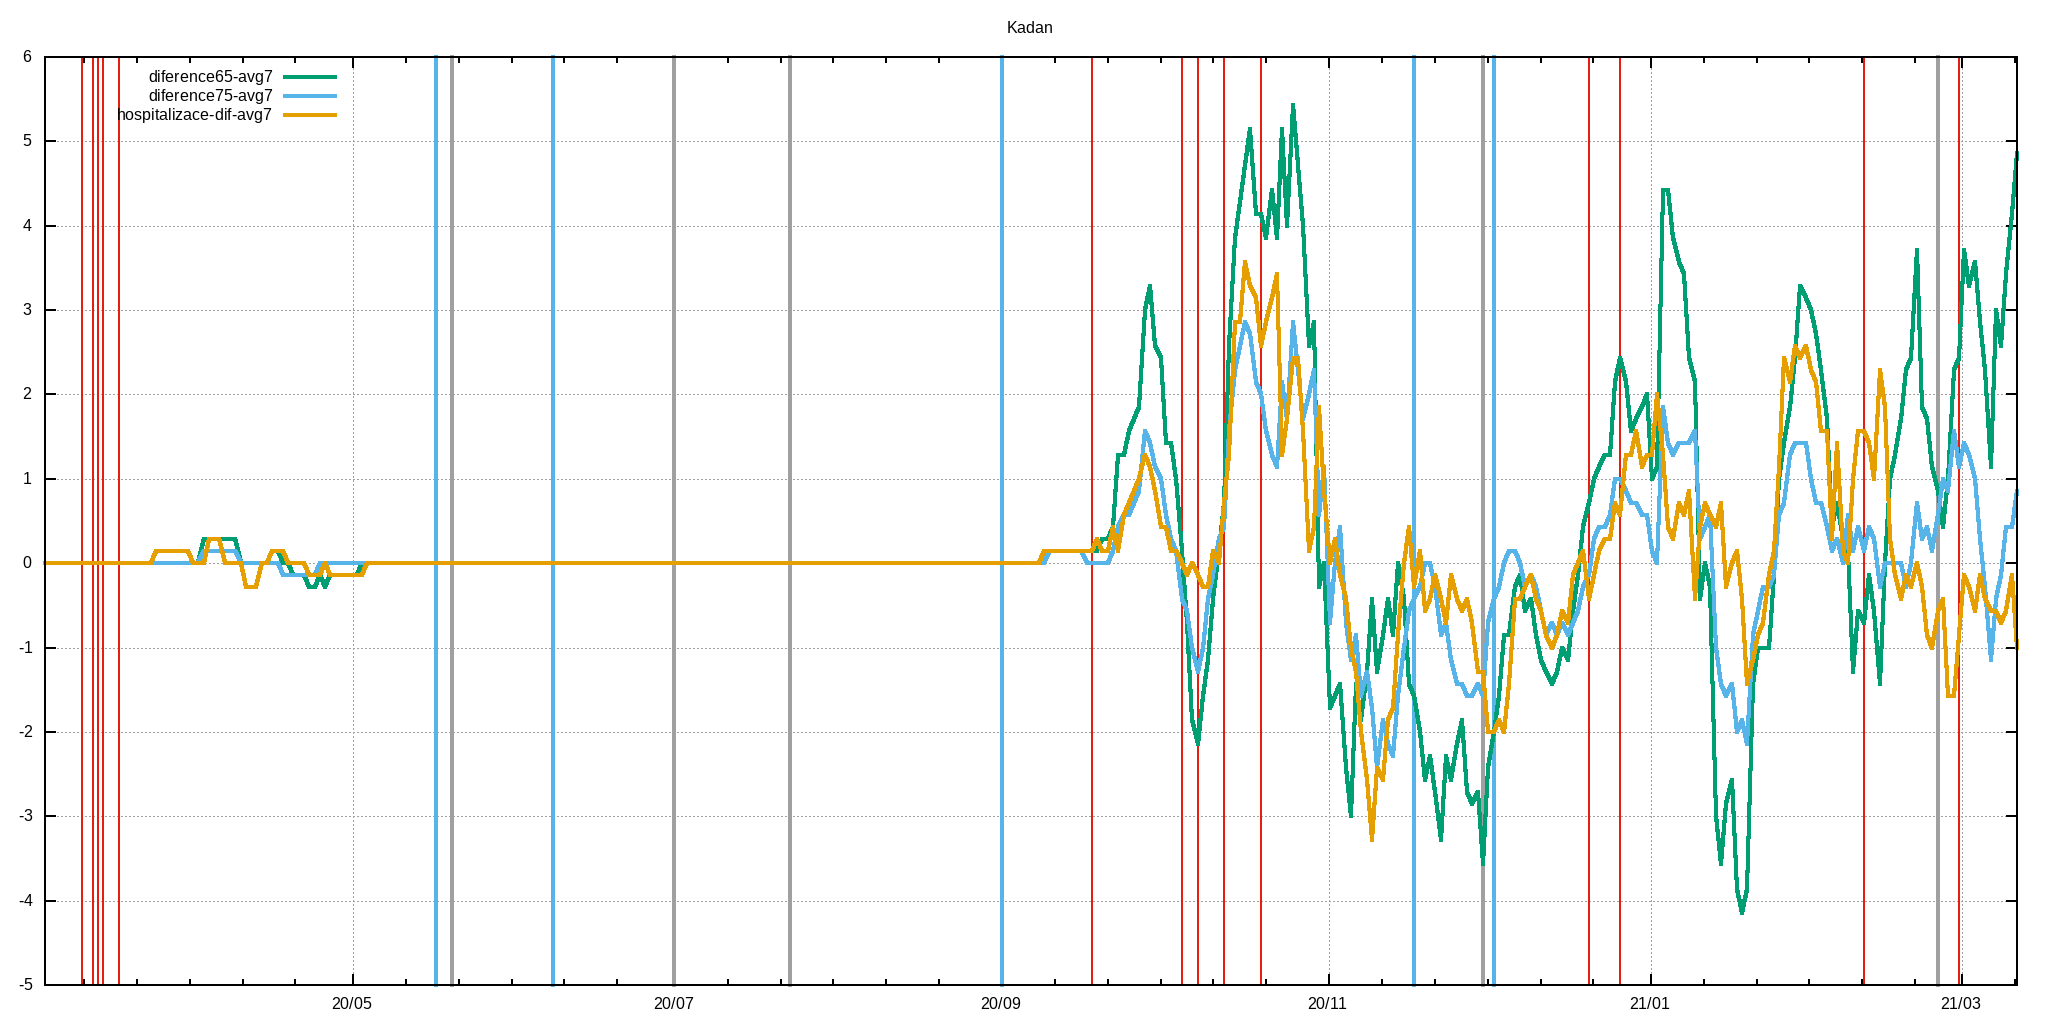 Kadan
6
diference65-avg7
diference75-avg7
hospitalizace-dif-avg7
5
4
3
2
1
0
-1
-2
-3
-4
-5
20/05 20/07 20/09 20/11 21/01 21/03